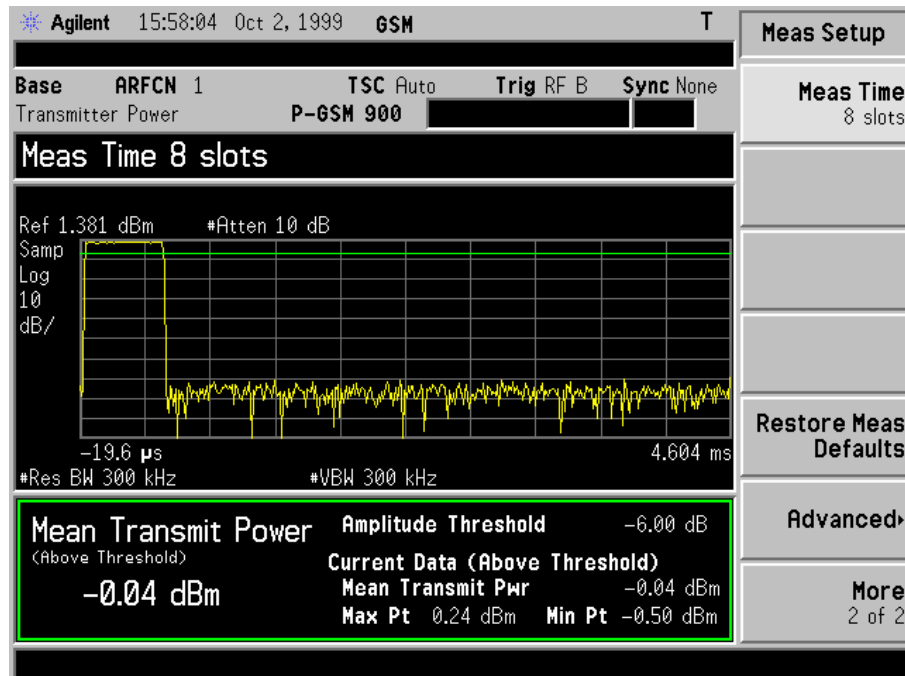 Agilent 15:58:04 Oct 2, 1999 GSM T
Base ARFCN 1 TSC Auto Trig RF B Sync None
Transmitter Power P-GSM 900
Meas Time 8 slots
Ref 1.381 dBm #Atten 10 dB
Samp
Log
10
dB/
-19.6 µs 4.604 ms
#Res BW 300 kHz #VBW 300 kHz
Mean Transmit Power
(Above Threshold)
-0.04 dBm
Amplitude Threshold -6.00 dB
Current Data (Above Threshold)
Mean Transmit Pwr -0.04 dBm
Max Pt 0.24 dBm Min Pt -0.50 dBm
Meas Setup
Meas Time
8 slots
Restore Meas
Defaults
Advanced
More
2 of 2